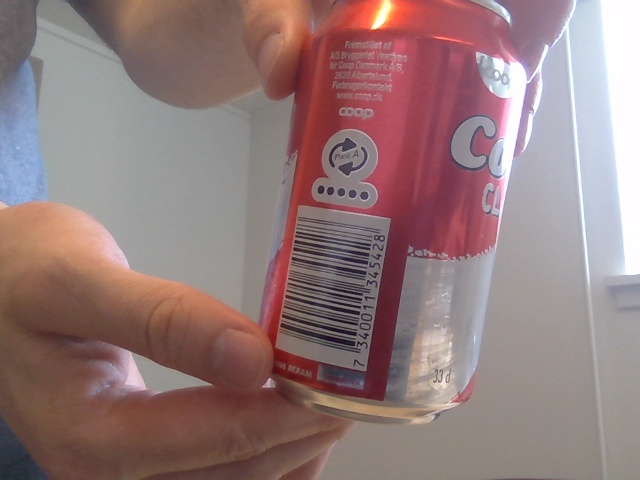 Fremstillet af
A/S Bryggeriet Vestfyen
for Coop Danmark A/S,
2620 Albertslund.
Forbrugerkontakt
www.coop.dk
coop
Pant A
7 340011 345428
Co
CL
33 cl